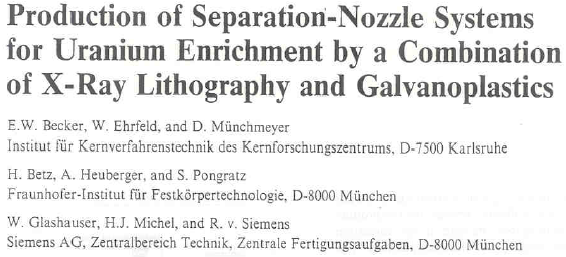 Production of Separation-Nozzle Systems
for Uranium Enrichment by a Combination
of X-Ray Lithography and Galvanoplastics
E.W. Becker, W. Ehrfeld, and D. Münchmeyer
Institut für Kernverfahrenstechnik des Kernforschungszentrums, D-7500 Karlsruhe
H. Betz, A. Heuberger, and S. Pongratz
Fraunhofer-Institut für Festkörpertechnologie, D-8000 München
W. Glashauser, H.J. Michel, and R. v. Siemens
Siemens AG, Zentralbereich Technik, Zentrale Fertigungsaufgaben, D-8000 München